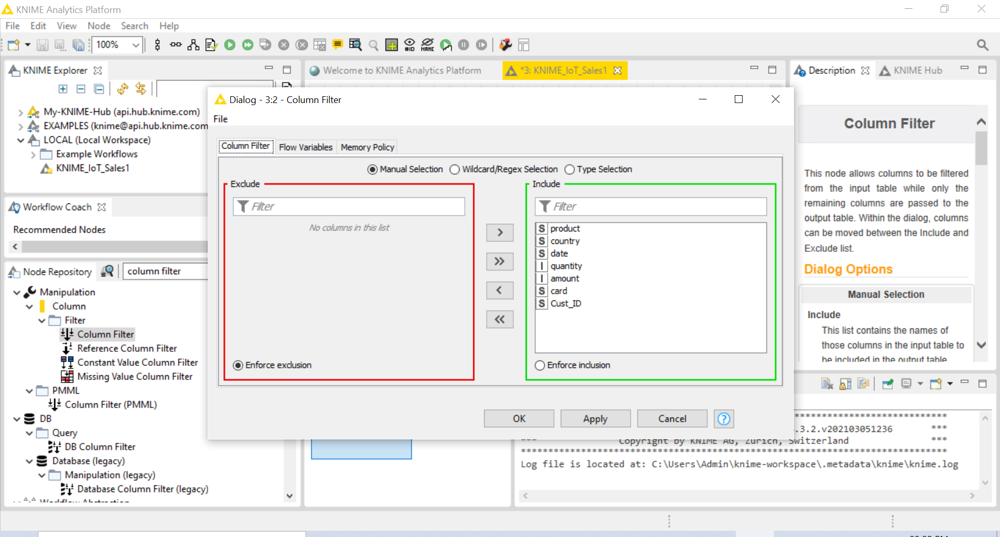 KNIME Analytics Platform
File Edit View Node Search Help
100%
#ID
NAME
KNIME Explorer
Welcome to KNIME Analytics Platform
*3: KNIME_IoT_Sales1
Description
KNIME Hub
My-KNIME-Hub (api.hub.knime.com)
EXAMPLES (knime@api.hub.knime.com
LOCAL (Local Workspace)
Example Workflows
KNIME_IoT_Sales1
Workflow Coach
Recommended Nodes
Node Repository
column filter
Manipulation
Column
Filter
Column Filter
Reference Column Filter
Constant Value Column Filter
Missing Value Column Filter
PMML
Column Filter (PMML)
DB
Query
DB Column Filter
Database (legacy)
Manipulation (legacy)
Database Column Filter (legacy)
Workflow Abstraction
Dialog - 3:2 - Column Filter
File
Column Filter
Flow Variables
Memory Policy
Manual Selection
Wildcard/Regex Selection
Type Selection
Exclude
Filter
No columns in this list
Enforce exclusion
>
>>
<
<<
Include
Filter
S product
S country
S date
I quantity
I amount
S card
S Cust_ID
Enforce inclusion
OK
Apply
Cancel
?
Column Filter
This node allows columns to be filtered
from the input table while only the
remaining columns are passed to the
output table. Within the dialog, columns
can be moved between the Include and
Exclude list.
Dialog Options
Manual Selection
Include
This list contains the names of
those columns in the input table to
be included in the output table
****************************
.3.2.v202103051236 ***
*** Copyright by KNIME AG, Zurich, Switzerland ***
******************************************************************************
Log file is located at: C:\Users\Admin\knime-workspace\.metadata\knime\knime.log